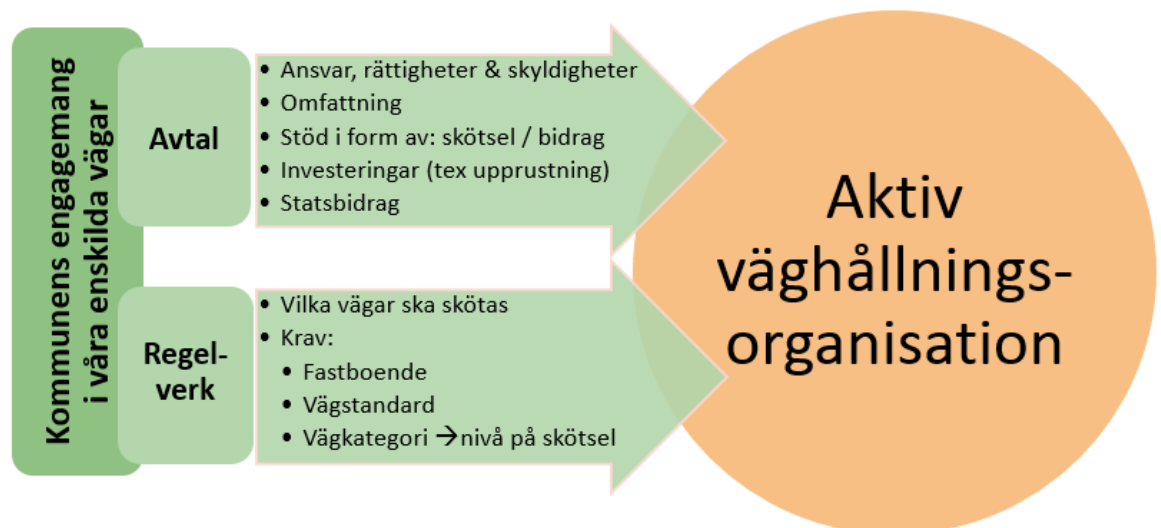 Kommunens engagemang
i våra enskilda vägar
Avtal
• Ansvar, rättigheter & skyldigheter
• Omfattning
• Stöd i form av: skötsel / bidrag
• Investeringar (tex upprustning)
• Statsbidrag
Regel-
verk
• Vilka vägar ska skötas
• Krav:
• Fastboende
• Vägstandard
• Vägkategori →nivå på skötsel
Aktiv
väghållnings-
organisation